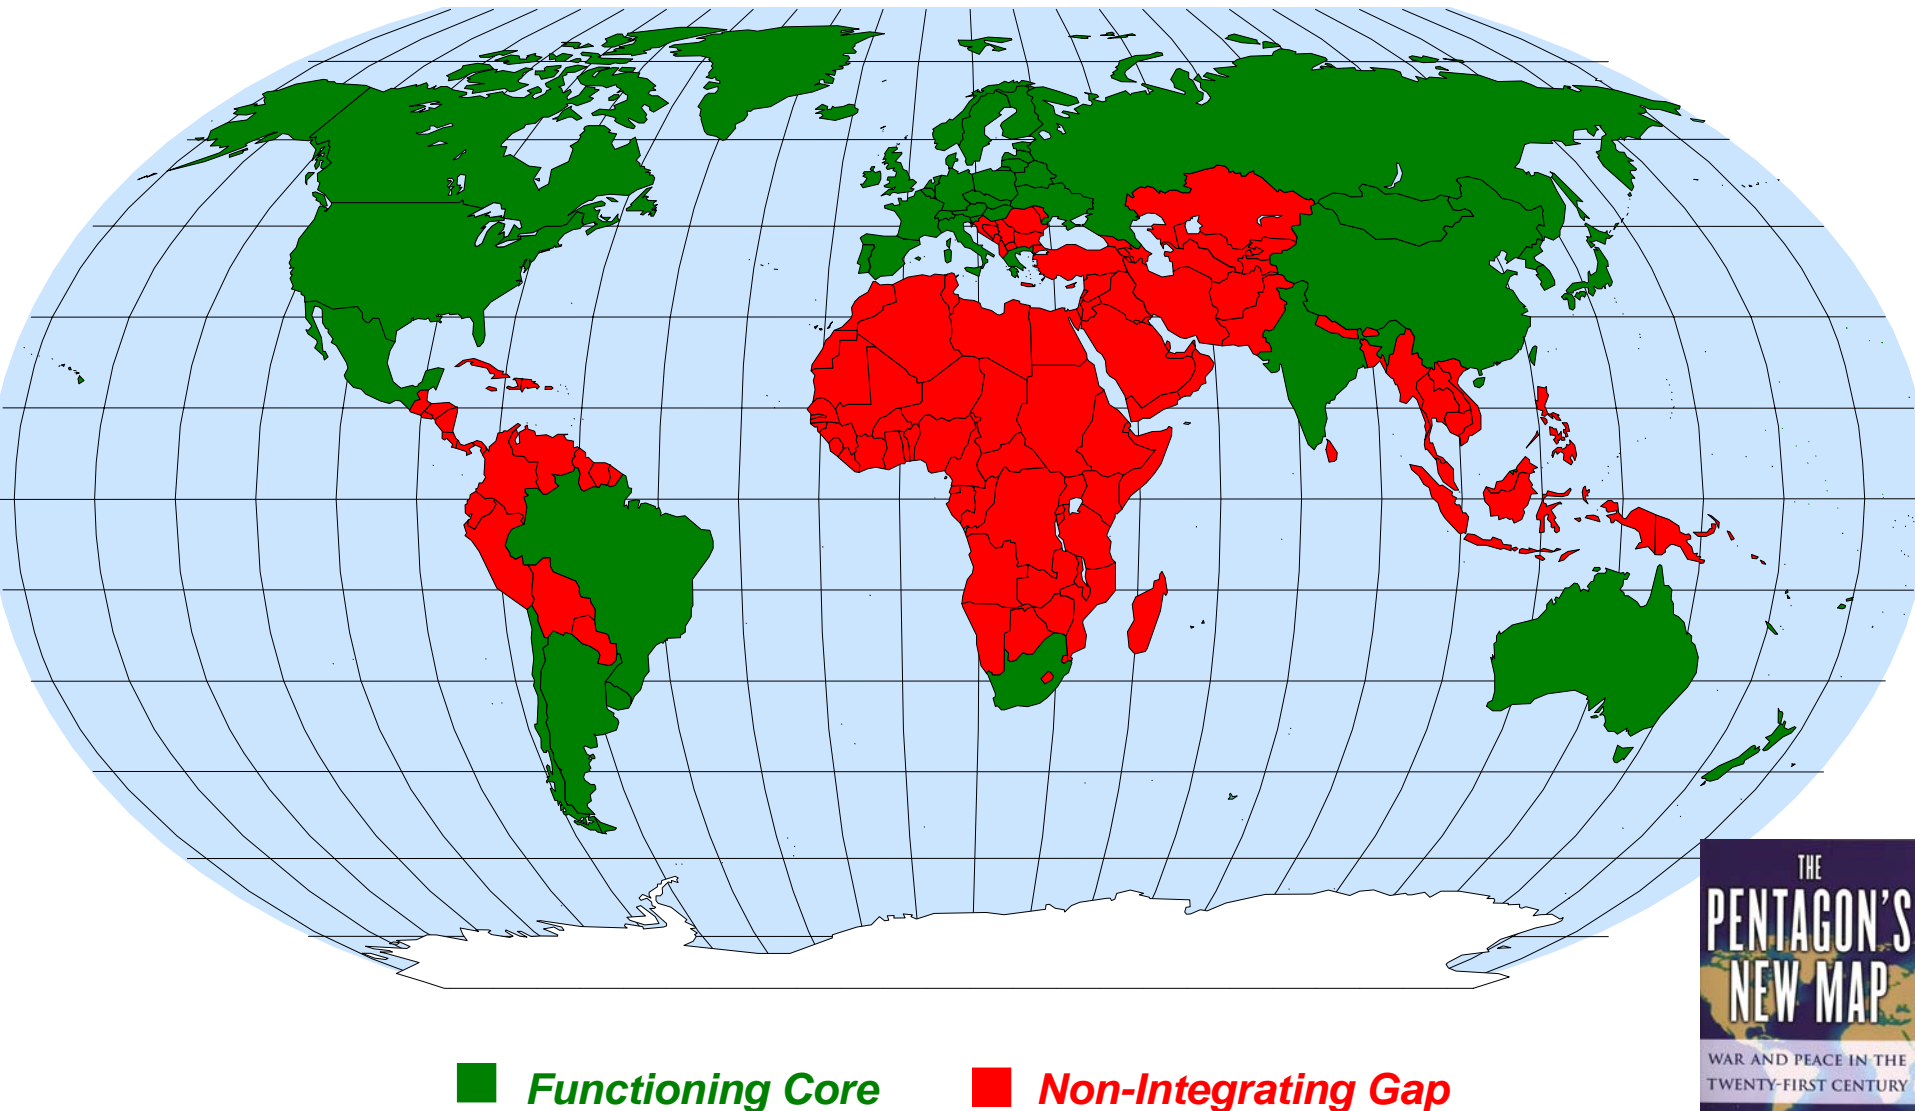 THE
PENTAGON'S
NEW MAP
WAR AND PEACE IN THE
TWENTY-FIRST CENTURY
Functioning Core
Non-Integrating Gap